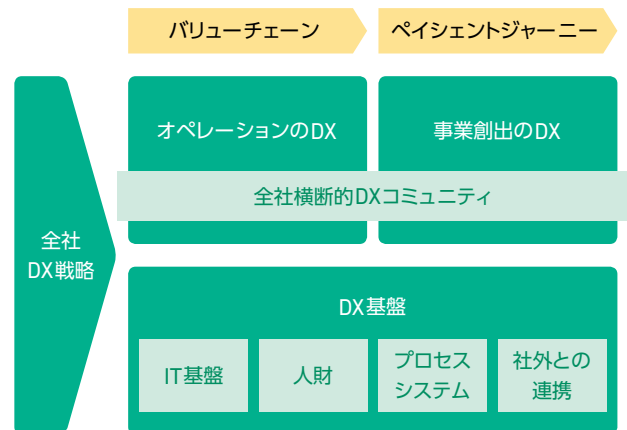 バリューチェーン
ペイシェントジャーニー
全社
DX戦略
オペレーションのDX
事業創出のDX
全社横断的DXコミュニティ
DX基盤
IT基盤
人財
プロセス
システム
社外との
連携